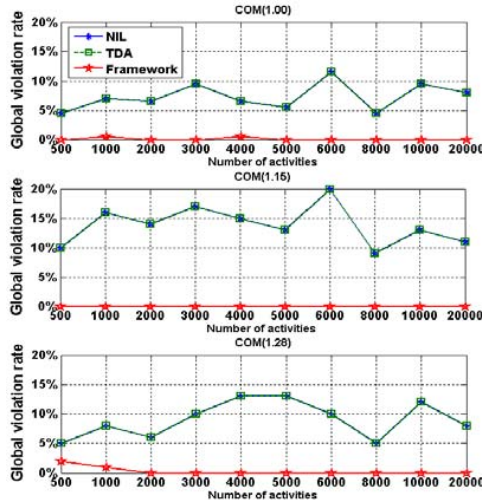 COM(1.00)
Global violation rate
20%
15%
10%
5%
0%
NIL
TDA
Framework
500 1000 2000 3000 4000 5000 6000 8000 10000 20000
Number of activities
COM(1.15)
Global violation rate
20%
15%
10%
5%
0%
500 1000 2000 3000 4000 5000 6000 8000 10000 20000
Number of activities
COM(1.28)
Global violation rate
20%
15%
10%
5%
0%
500 1000 2000 3000 4000 5000 6000 8000 10000 20000
Number of activities